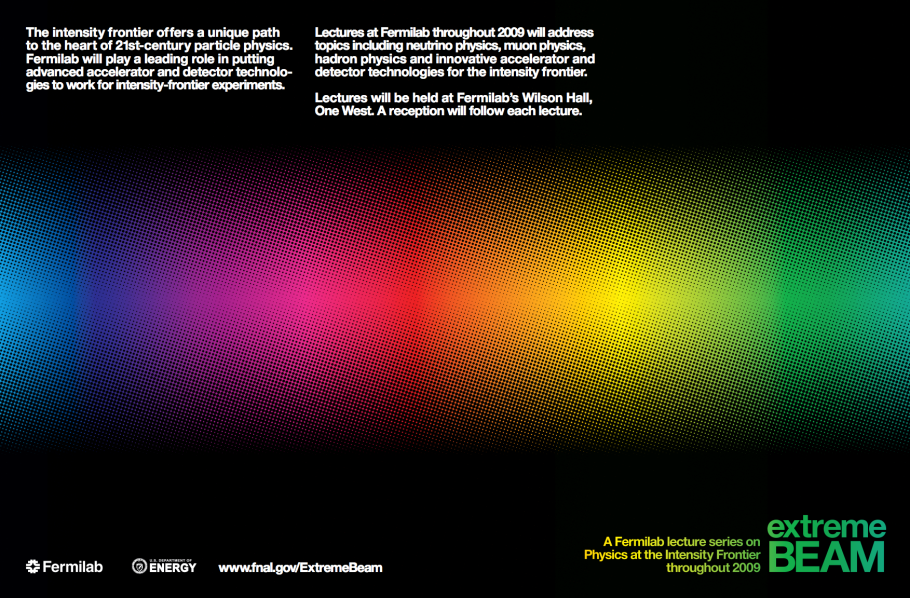 The intensity frontier offers a unique path
to the heart of 21st-century particle physics.
Fermilab will play a leading role in putting
advanced accelerator and detector technolo-
gies to work for intensity-frontier experiments.
Lectures at Fermilab throughout 2009 will address
topics including neutrino physics, muon physics,
hadron physics and innovative accelerator and
detector technologies for the intensity frontier.
Lectures will be held at Fermilab's Wilson Hall,
One West. A reception will follow each lecture.
Fermilab
U.S. DEPARTMENT OF
ENERGY
www.fnal.gov/ExtremeBeam
A Fermilab lecture series on
Physics at the Intensity Frontier
throughout 2009
extreme
BEAM